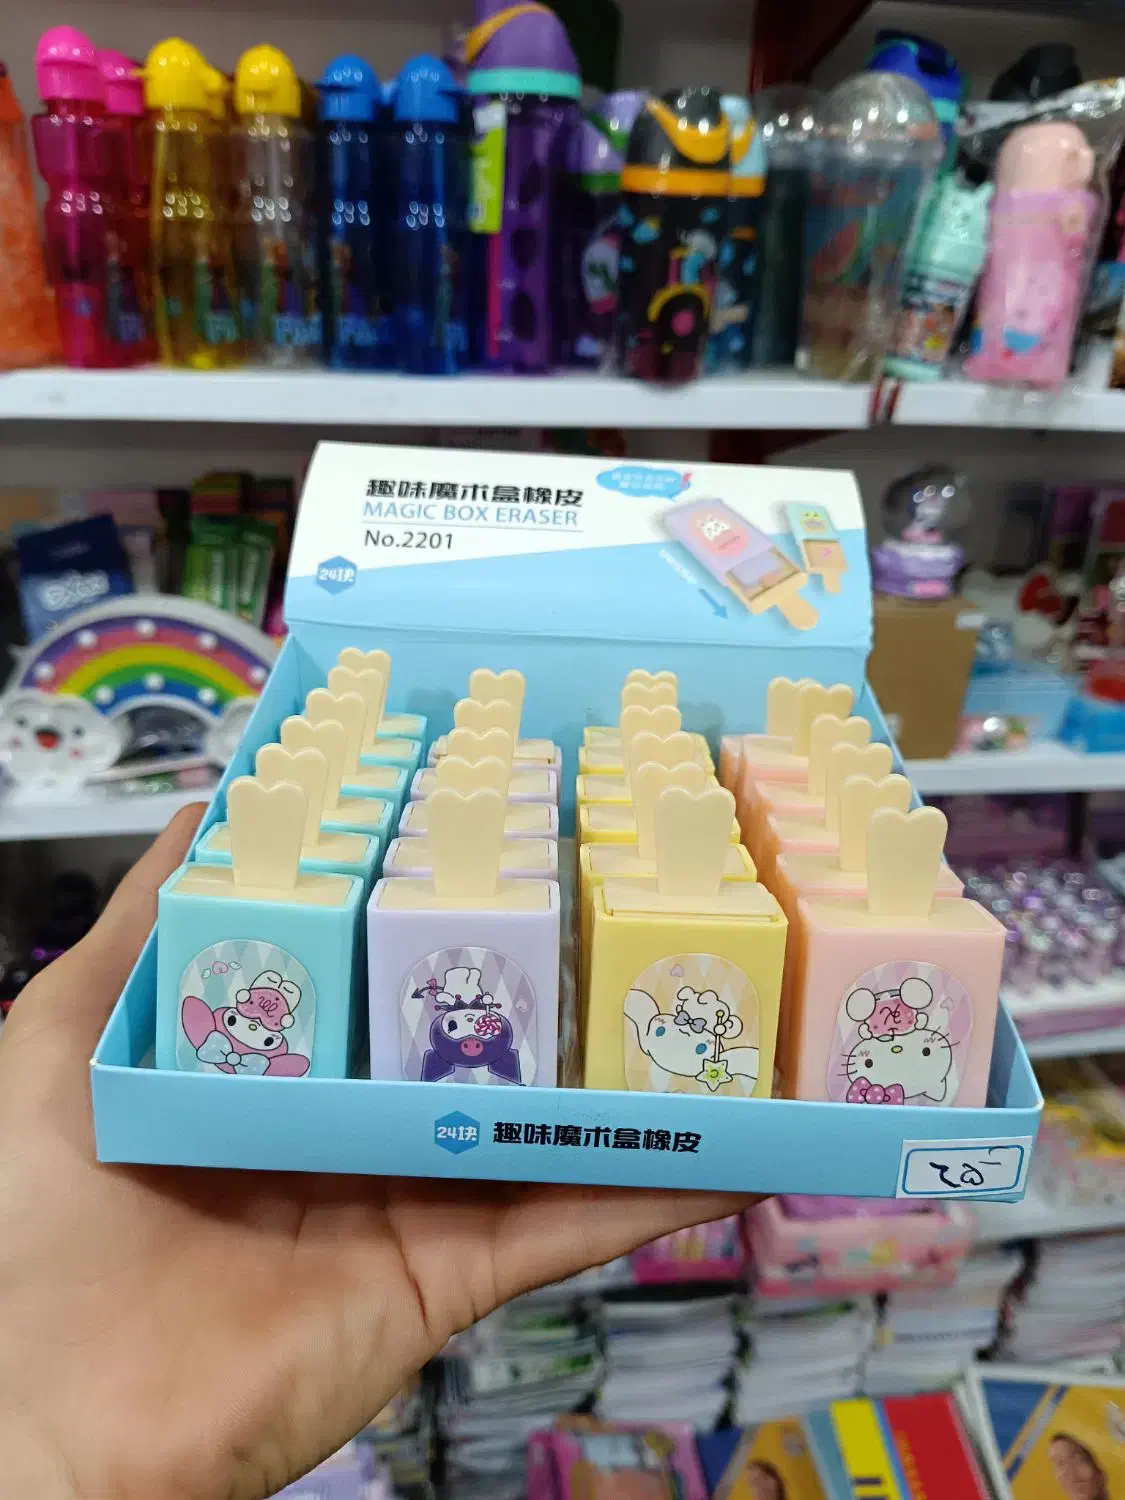 趣味魔术盒橡皮
MAGIC BOX ERASER
No.2201
24块
24块 趣味魔术盒橡皮